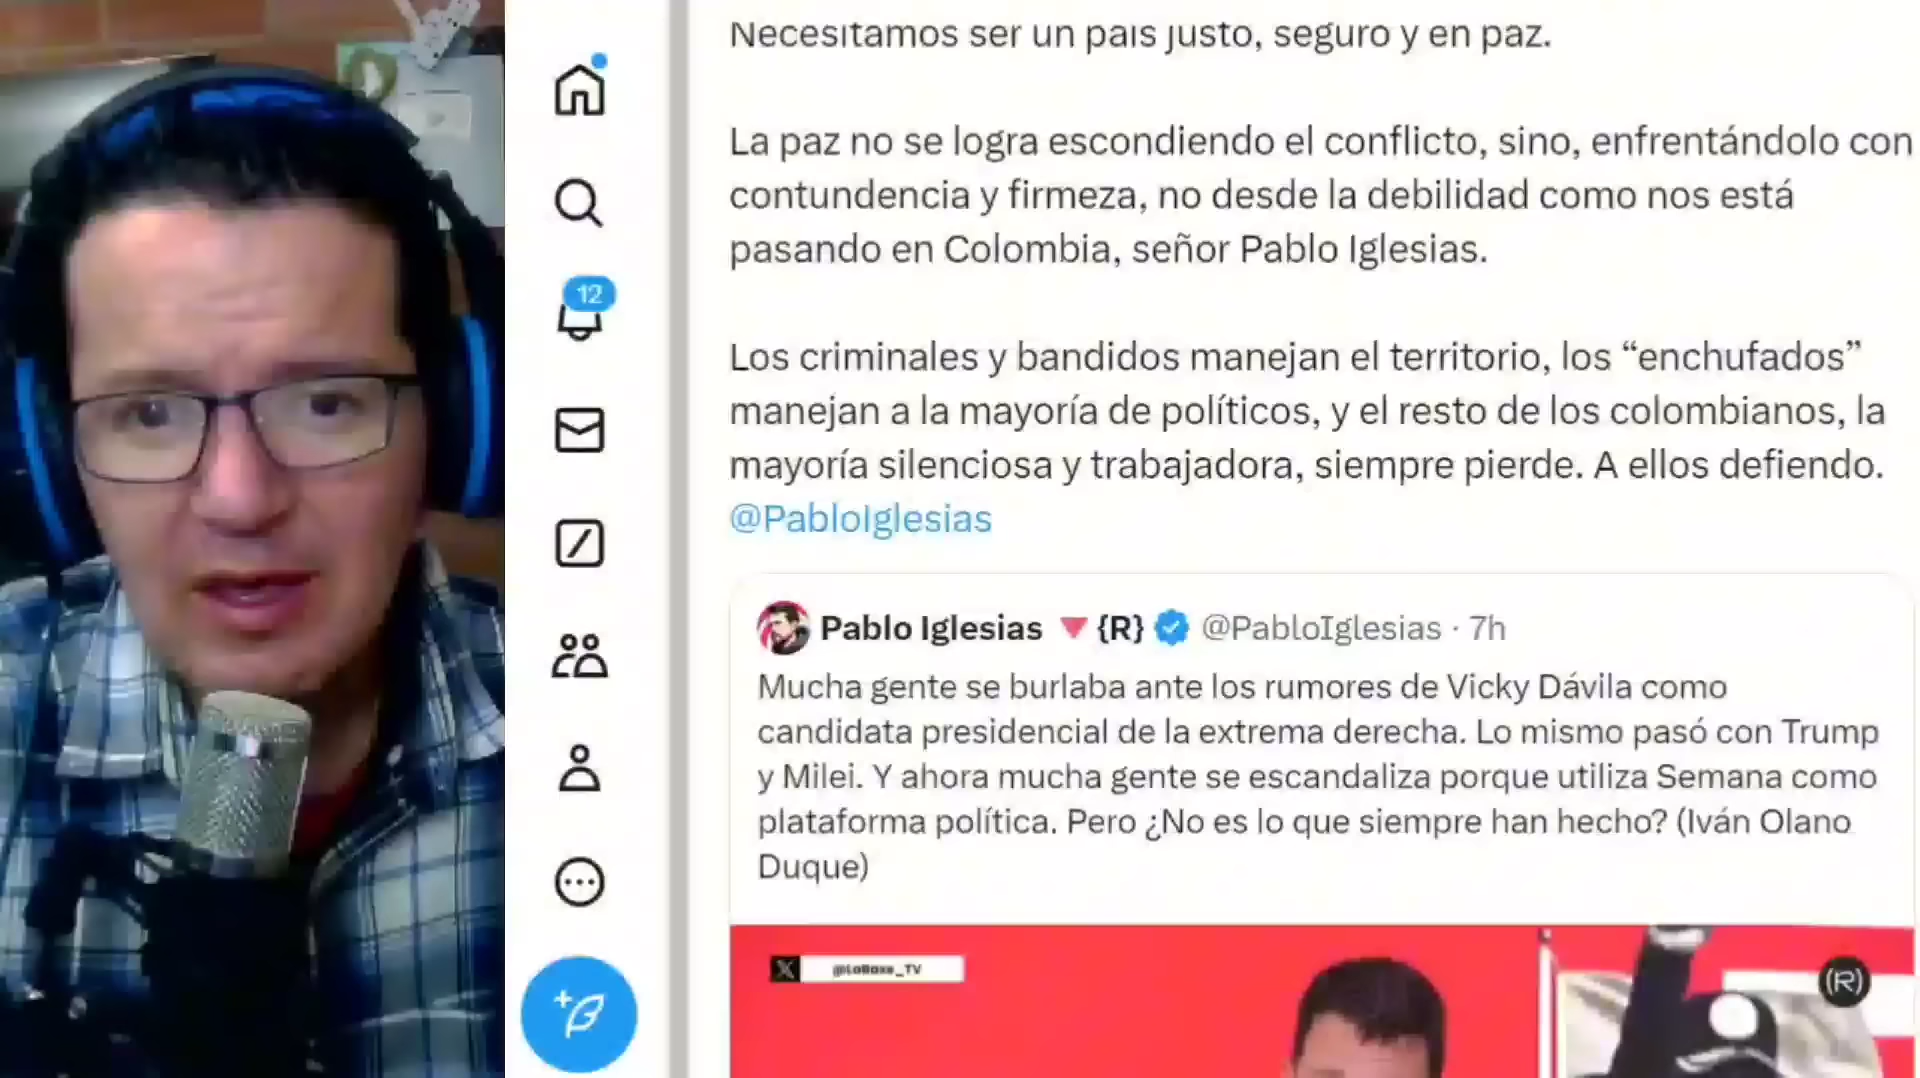 Necesitamos ser un país justo, seguro y en paz.
La paz no se logra escondiendo el conflicto, sino, enfrentándolo con
contundencia y firmeza, no desde la debilidad como nos está
pasando en Colombia, señor Pablo Iglesias.
12
Los criminales y bandidos manejan el territorio, los “enchufados”
manejan a la mayoría de políticos, y el resto de los colombianos, la
mayoría silenciosa y trabajadora, siempre pierde. A ellos defiendo.
@PabloIglesias
Pablo Iglesias 🔻{R} @PabloIglesias · 7h
Mucha gente se burlaba ante los rumores de Vicky Dávila como
candidata presidencial de la extrema derecha. Lo mismo pasó con Trump
y Milei. Y ahora mucha gente se escandaliza porque utiliza Semana como
plataforma política. Pero ¿No es lo que siempre han hecho? (Iván Olano
Duque)
X @LaBase_TV
(R)